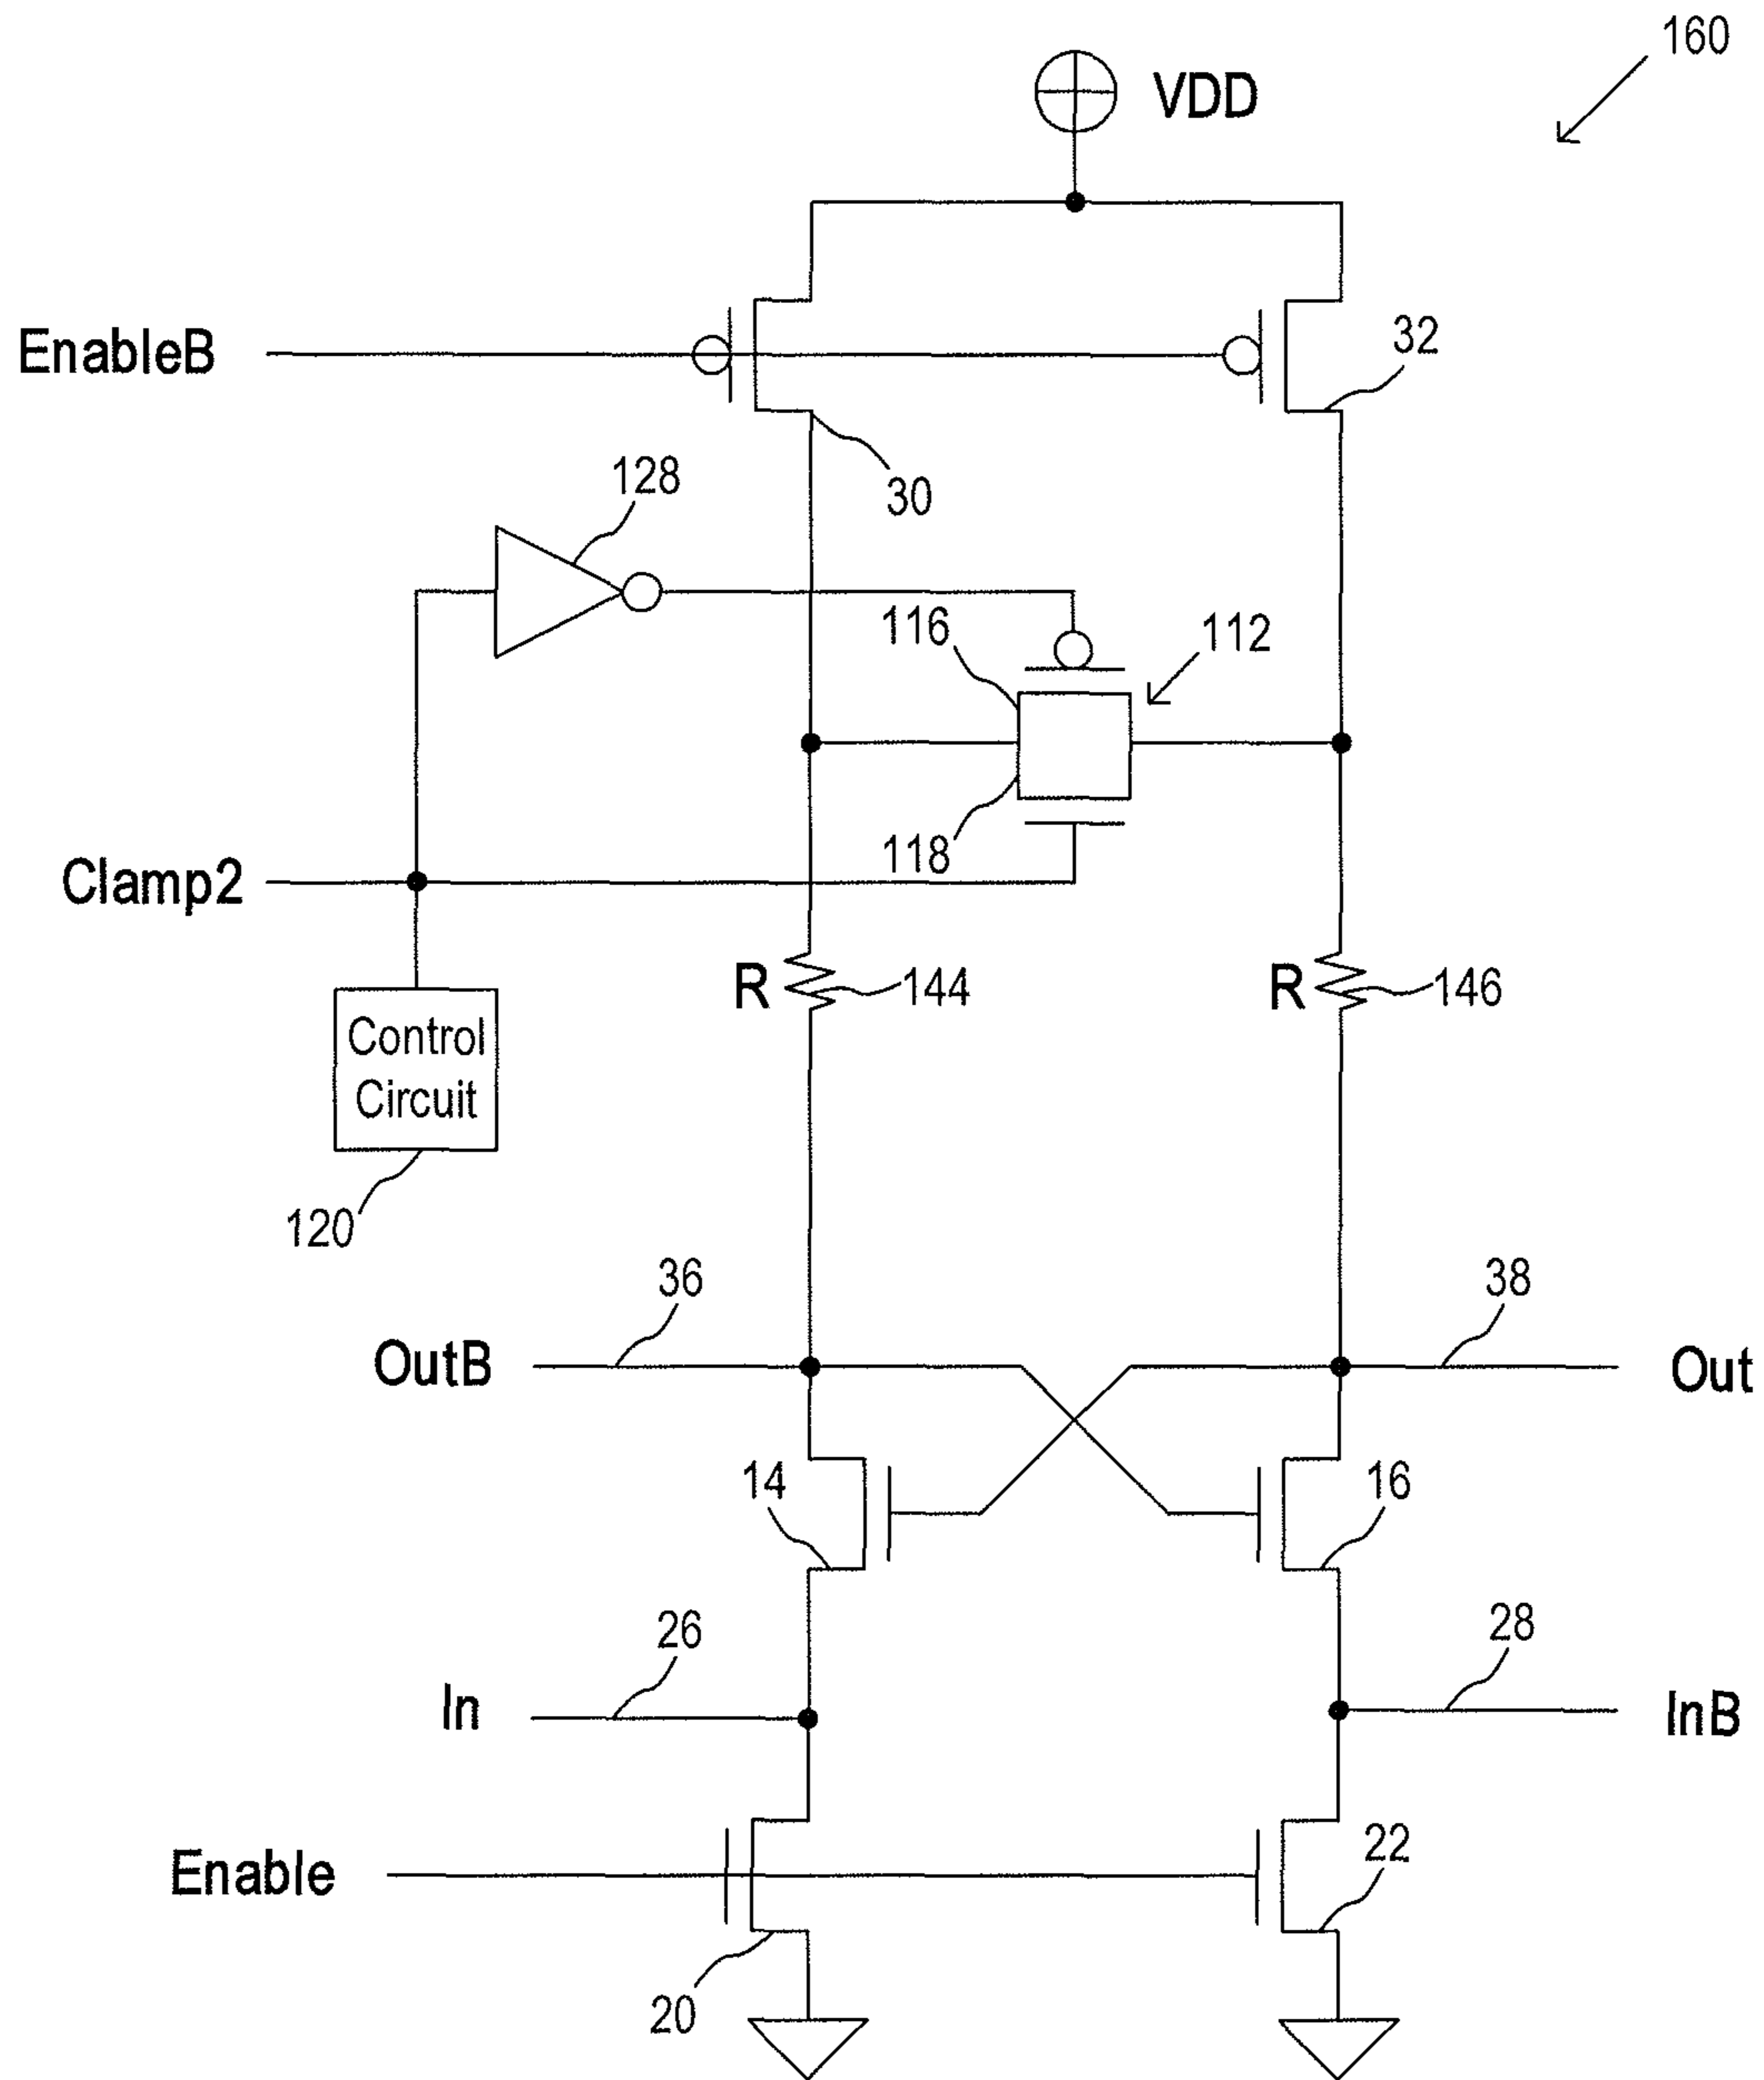 160
VDD
EnableB
32
30
128
116
112
118
Clamp2
R
144
R
146
Control
Circuit
120
36
38
OutB
Out
14
16
26
28
In
InB
Enable
22
20